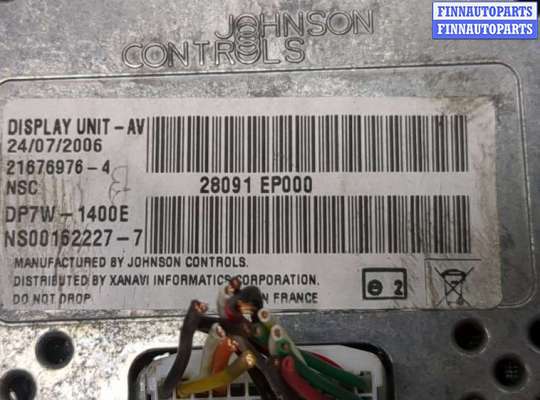 FINNAUTOPARTS
FINNAUTOPARTS
JOHNSON
CONTROLS
DISPLAY UNIT-AV
24/07/2006
21676976-4
NSC
28091 EP000
DP7W-1400E
NS00162227-7
MANUFACTURED BY JOHNSON CONTROLS.
DISTRIBUTED BY XANAVI INFORMATICS CORPORATION.
DO NOT DROP
IN FRANCE
e 2